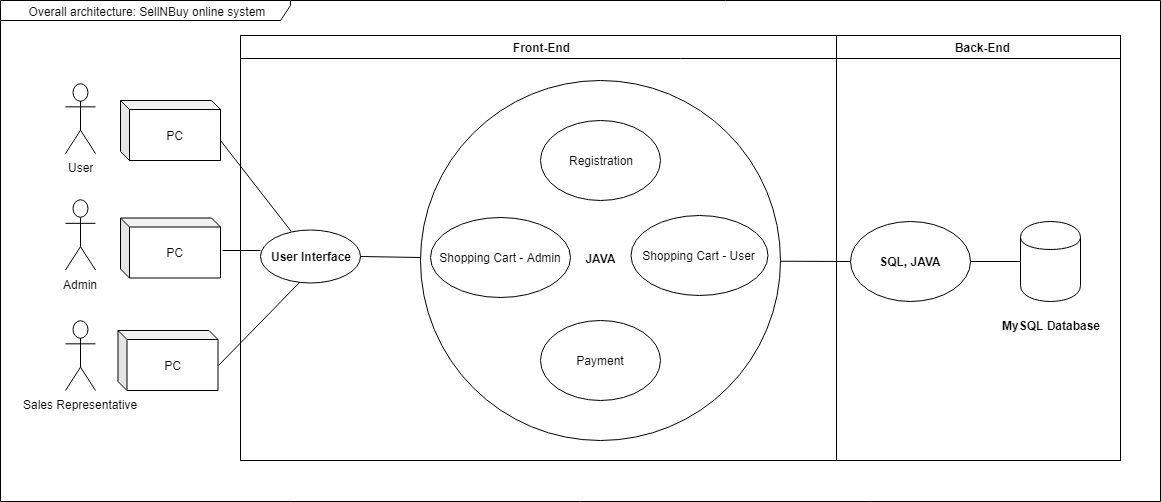 Overall architecture: SellNBuy online system
Front-End
Back-End
PC
User
Registration
PC
Admin
User Interface
Shopping Cart - Admin
JAVA
Shopping Cart - User
SQL, JAVA
MySQL Database
PC
Sales Representative
Payment